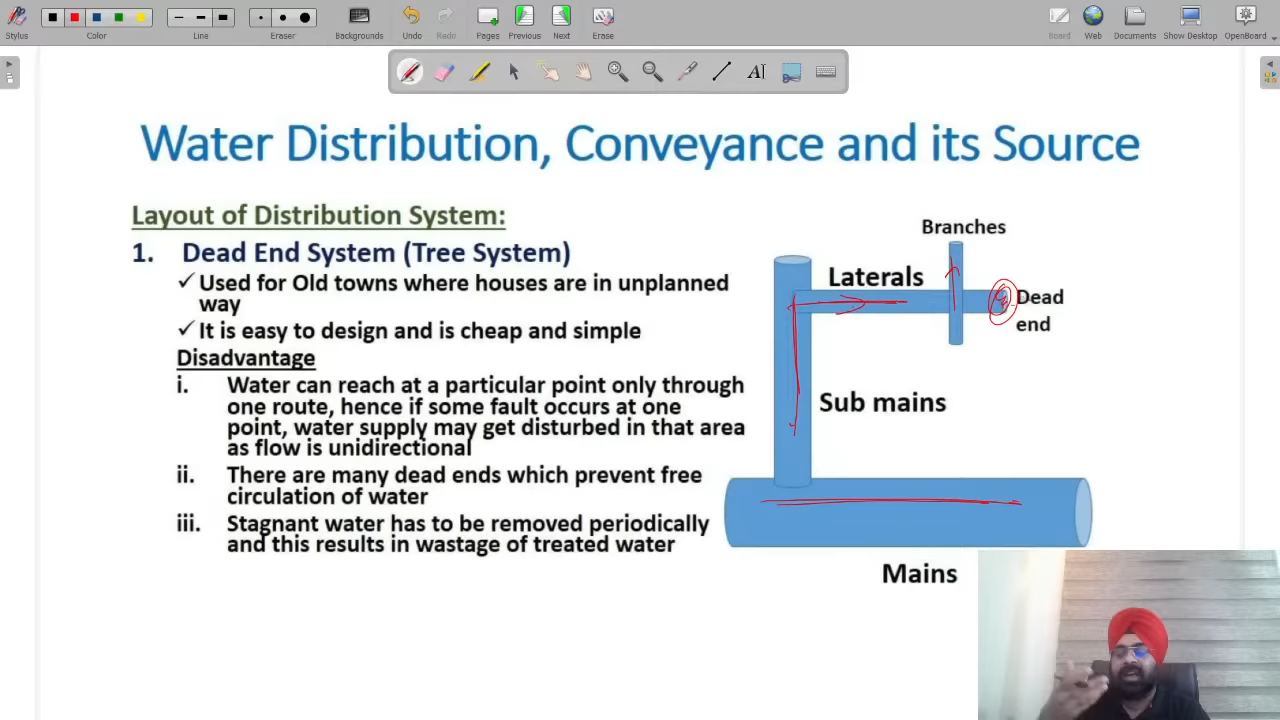 Stylus
Color
Line
Eraser
Backgrounds
Undo
Redo
Pages
Previous
Next
Erase
Board
Web
Documents
Show Desktop
OpenBoard
Water Distribution, Conveyance and its Source
Layout of Distribution System:
1. Dead End System (Tree System)
✓ Used for Old towns where houses are in unplanned
way
✓ It is easy to design and is cheap and simple
Disadvantage
i. Water can reach at a particular point only through
one route, hence if some fault occurs at one
point, water supply may get disturbed in that area
as flow is unidirectional
ii. There are many dead ends which prevent free
circulation of water
iii. Stagnant water has to be removed periodically
and this results in wastage of treated water
Branches
Laterals
Dead
end
Sub mains
Mains